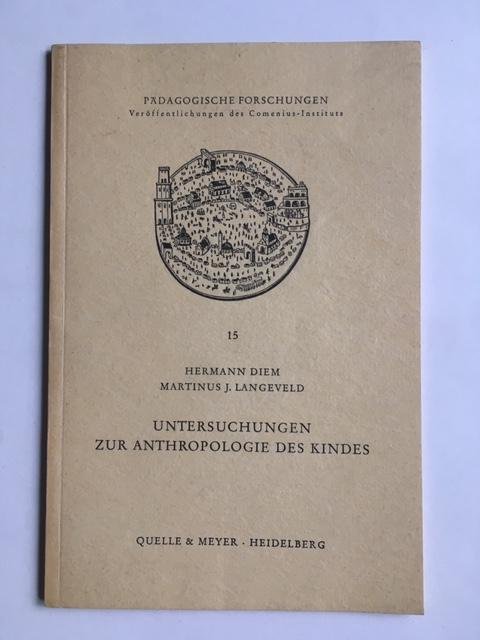 PÄDAGOGISCHE FORSCHUNGEN
Veröffentlichungen des Comenius-Instituts
15
HERMANN DIEM
MARTINUS J. LANGEVELD
UNTERSUCHUNGEN
ZUR ANTHROPOLOGIE DES KINDES
QUELLE & MEYER · HEIDELBERG